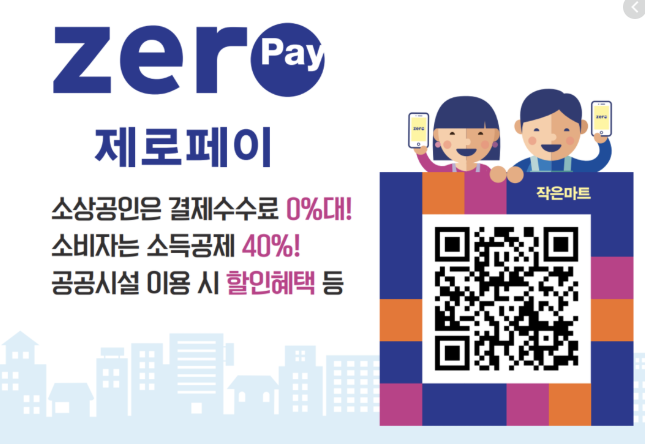 zero Pay
제로페이
소상공인은 결제수수료 0%대!
소비자는 소득공제 40%!
공공시설 이용 시 할인혜택 등
zero
zero
작은마트